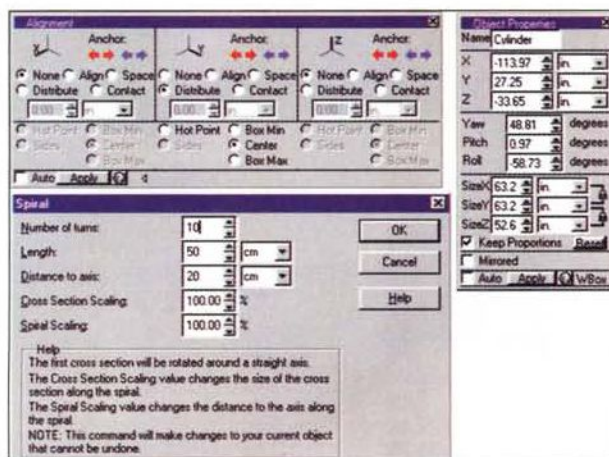 Alignment
X Anchor: Y Anchor: Z Anchor:
None Align Space None Align Space None Align Space
Distribute Contact Distribute Contact Distribute Contact
0.00 in. 0.00 in. 0.00 in.
Hot Point Box Min Hot Point Box Min Hot Point Box Min
Sides Center Sides Center Sides Center
Box Max Box Max Box Max
Auto Apply
Spiral
Number of turns: 10
Length: 50 cm
Distance to axis: 20 cm
Cross Section Scaling: 100.00 %
Spiral Scaling: 100.00 %
OK
Cancel
Help
Help
The first cross section will be rotated around a straight axis.
The Cross Section Scaling value changes the size of the cross
section along the spiral.
The Spiral Scaling value changes the distance to the axis along
the spiral.
NOTE: This command will make changes to your current object
that cannot be undone.
Object Properties
Name Cylinder
X -113.97 in.
Y 27.25 in.
Z -33.65 in.
Yaw 48.81 degrees
Pitch 0.97 degrees
Roll -58.73 degrees
SizeX 63.2 in.
SizeY 63.2 in.
SizeZ 52.6 in.
Keep Proportions Reset
Mirrored
Auto Apply WBox